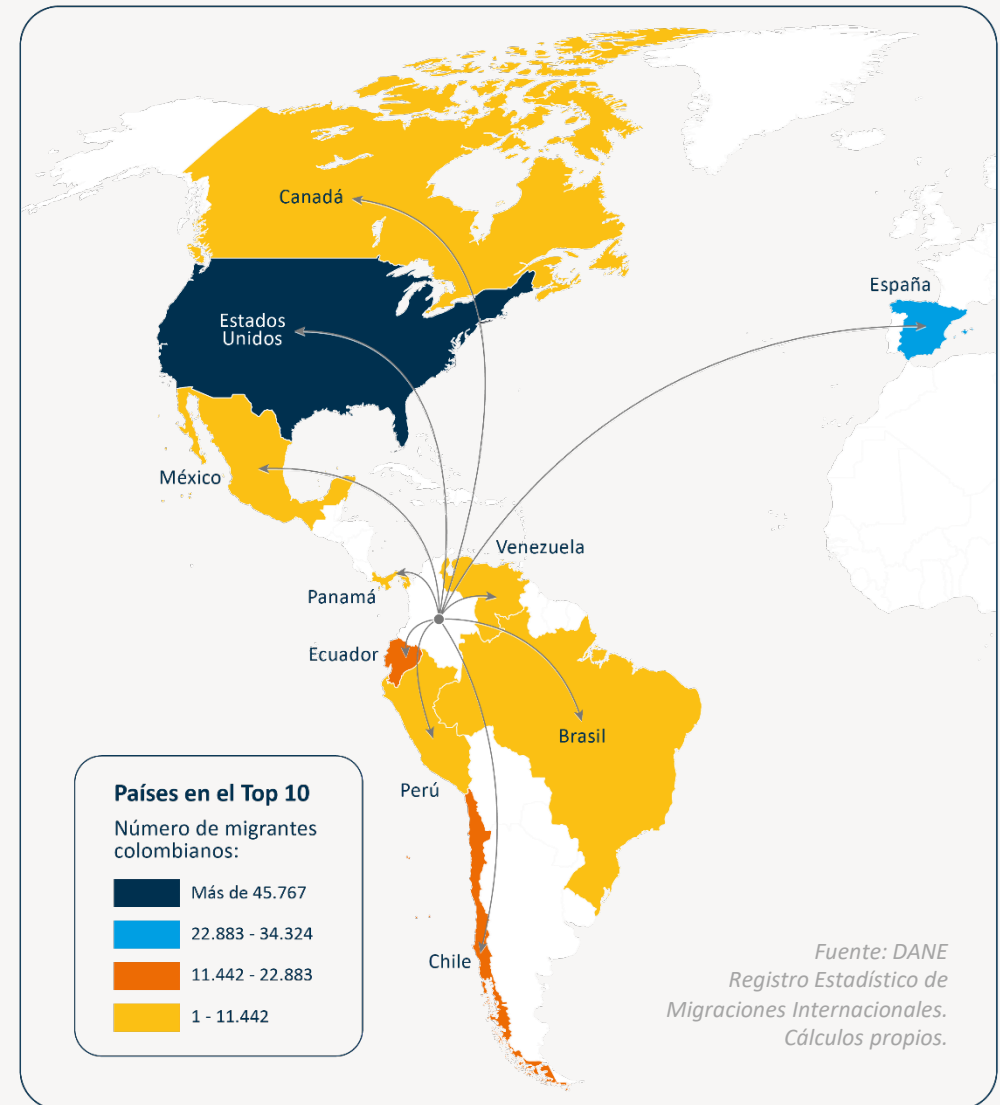 Canadá
España
Estados
Unidos
México
Venezuela
Panamá
Ecuador
Brasil
Perú
Chile
Países en el Top 10
Número de migrantes
colombianos:
Más de 45.767
22.883 - 34.324
11.442 - 22.883
1 - 11.442
Fuente: DANE
Registro Estadístico de
Migraciones Internacionales.
Cálculos propios.